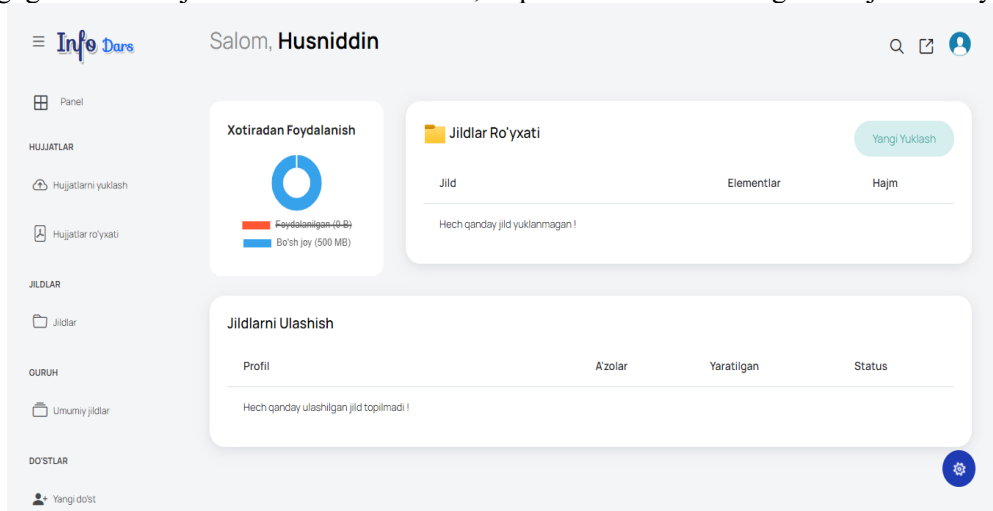 Info Dars
Salom, Husniddin
Panel
HUJJATLAR
Hujjatlarni yuklash
Hujjatlar ro'yxati
JILDLAR
Jildlar
GURUH
Umumiy jildlar
DO'STLAR
Yangi do'st
Xotiradan Foydalanish
Foydalanilgan (0 B)
Bo'sh joy (500 MB)
Jildlar Ro'yxati
Yangi Yuklash
Jild Elementlar Hajm
Hech qanday jild yuklanmagan !
Jildlarni Ulashish
Profil A'zolar Yaratilgan Status
Hech qanday ulashilgan jild topilmadi !